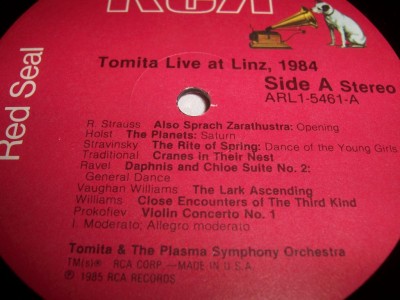 RCA
Red Seal
Tomita Live at Linz, 1984
Side A Stereo
ARL1-5461-A
R. Strauss Also Sprach Zarathustra: Opening
Holst The Planets: Saturn
Stravinsky The Rite of Spring: Dance of the Young Girls
Traditional Cranes in Their Nest
Ravel Daphnis and Chloe Suite No. 2:
General Dance
Vaughan Williams The Lark Ascending
Williams Close Encounters of The Third Kind
Prokofiev Violin Concerto No. 1
I. Moderato; Allegro moderato
Tomita & The Plasma Symphony Orchestra
TM(s)® RCA CORP.—MADE IN U.S.A.
℗ 1985 RCA RECORDS